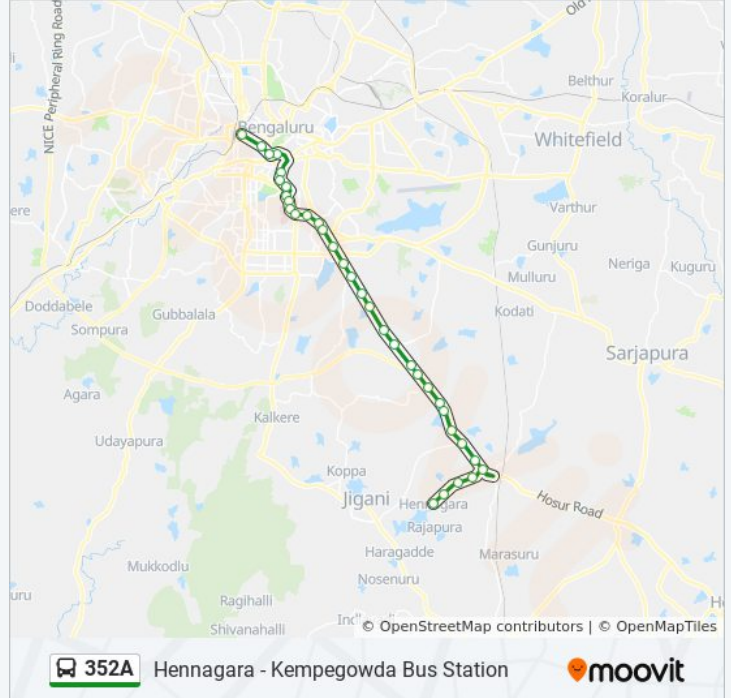 NICE Peripheral Ring Road
Old
Belthur
Koralur
Bengaluru
Whitefield
ere
Varthur
Gunjuru
Neriga
Kuguru
Mulluru
Doddabele
Gubbalala
Kodati
Sompura
Sarjapura
Agara
Kalkere
Udayapura
Koppa
Jigani
Hennagara
Hosur Road
Rajapura
Haragadde
Marasuru
Mukkodlu
Nosenuru
uru
Ragihalli
Shivanahalli
© OpenStreetMap contributors | © OpenMapTiles
352A Hennagara - Kempegowda Bus Station
moovit